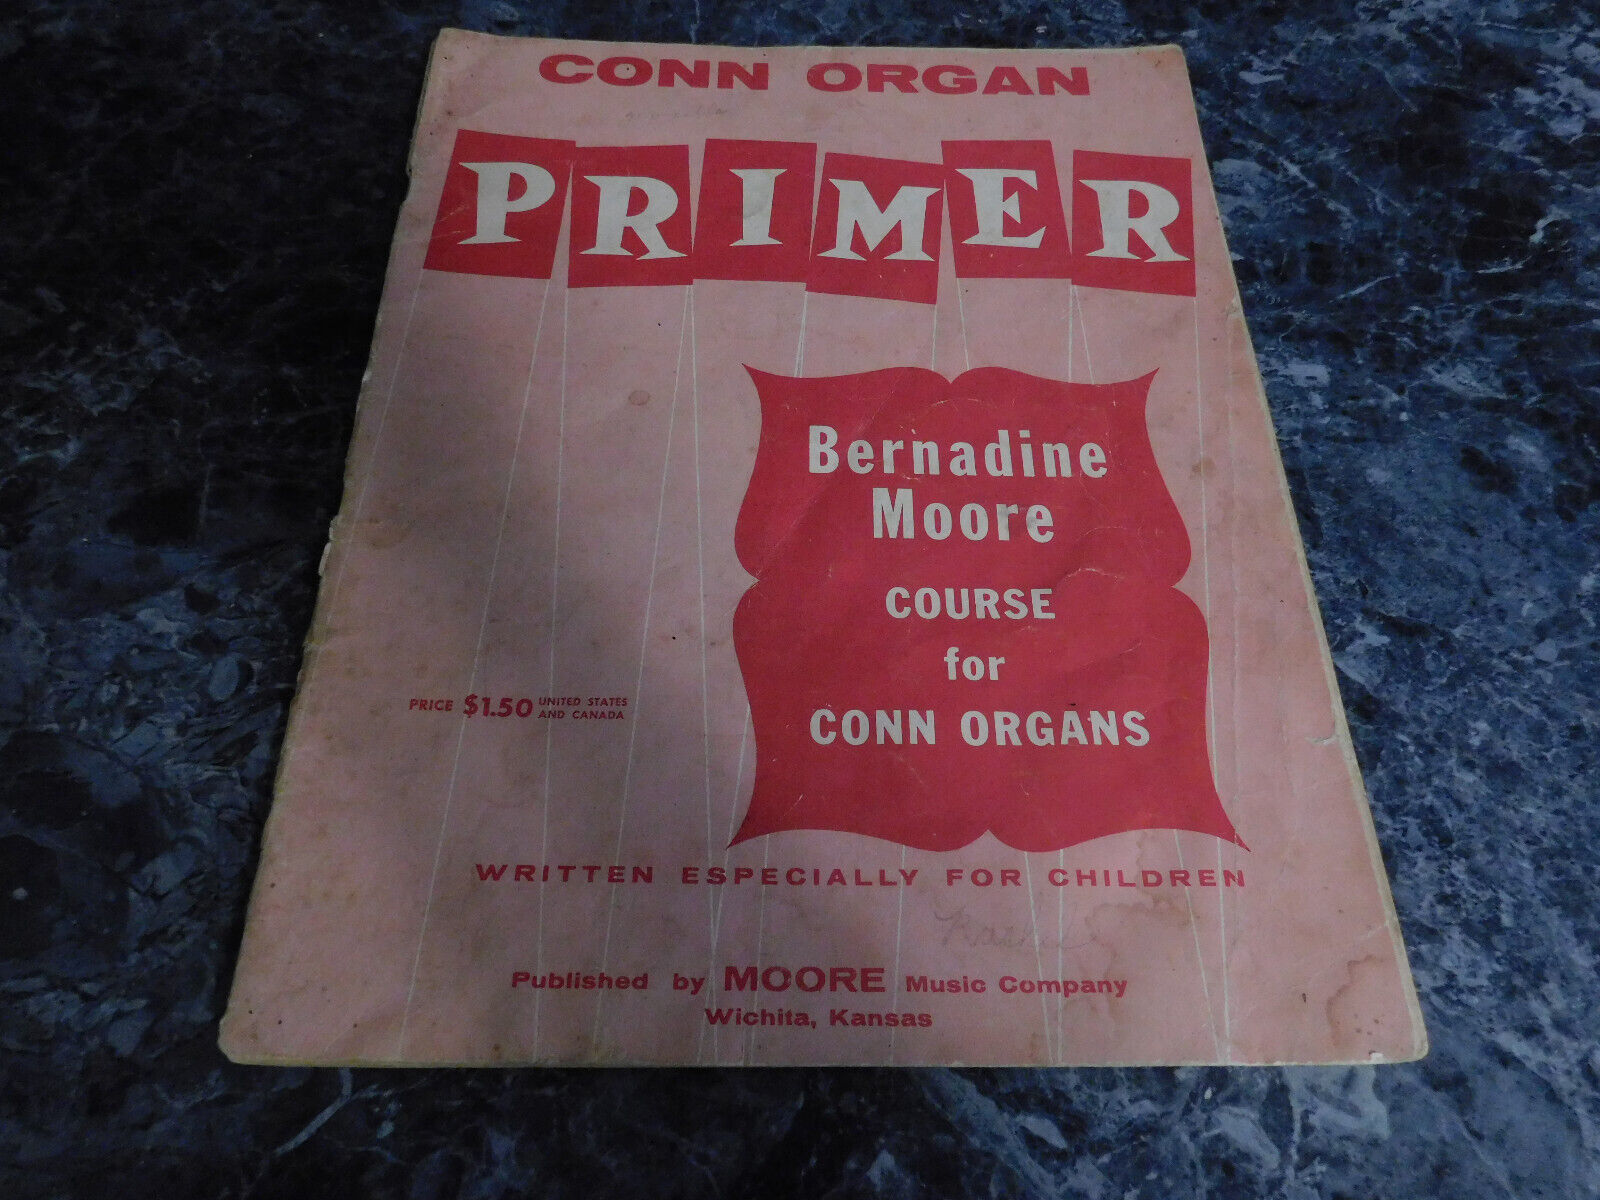 CONN ORGAN
PRIMER
Bernadine
Moore
COURSE
for
CONN ORGANS
PRICE $1.50 UNITED STATES
AND CANADA
WRITTEN ESPECIALLY FOR CHILDREN
Published by MOORE Music Company
Wichita, Kansas